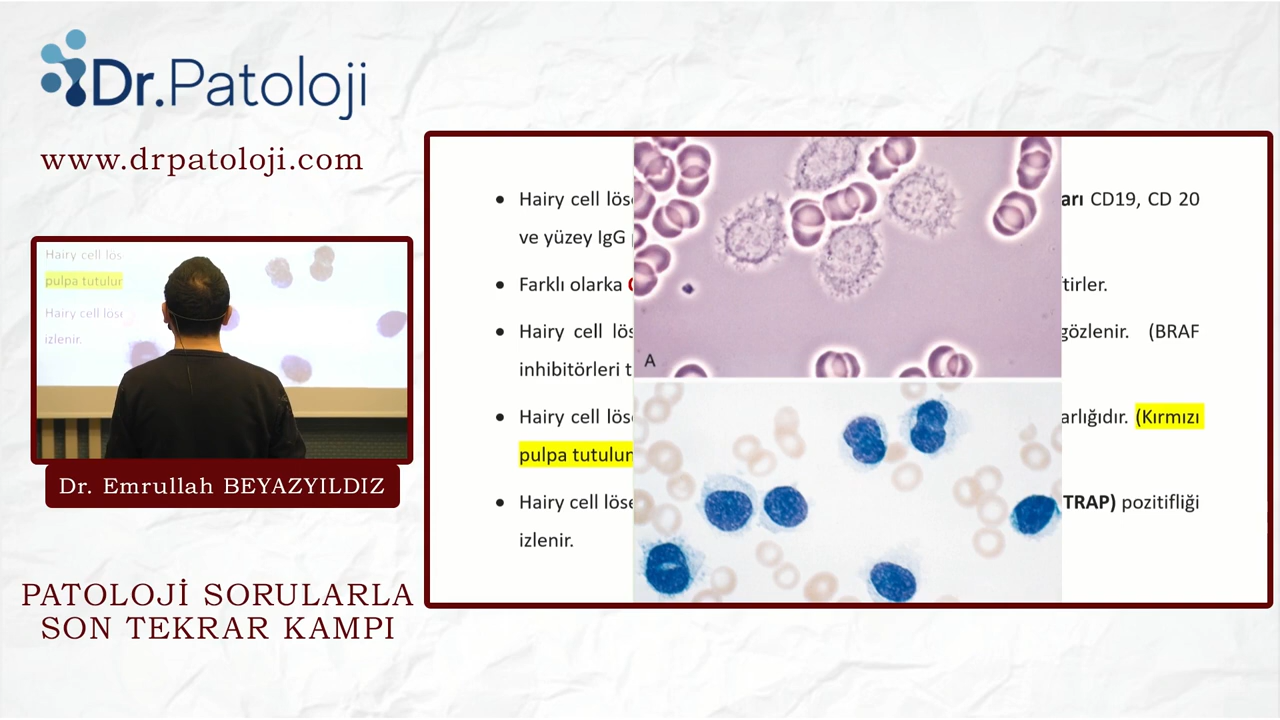 Dr.Patoloji
www.drpatoloji.com
Hairy cell lös
pulpa tutulur
Hairy cell löse
izlenir.
Dr. Emrullah BEYAZYILDIZ
PATOLOJİ SORULARLA
SON TEKRAR KAMPI
• Hairy cell lös arı CD19, CD 20
ve yüzey IgG
• Farklı olarka tirler.
• Hairy cell lös gözlenir. (BRAF
inhibitörleri t
• Hairy cell löse arlığıdır. (Kırmızı
pulpa tutulur
• Hairy cell löse TRAP) pozitifliği
izlenir.
A